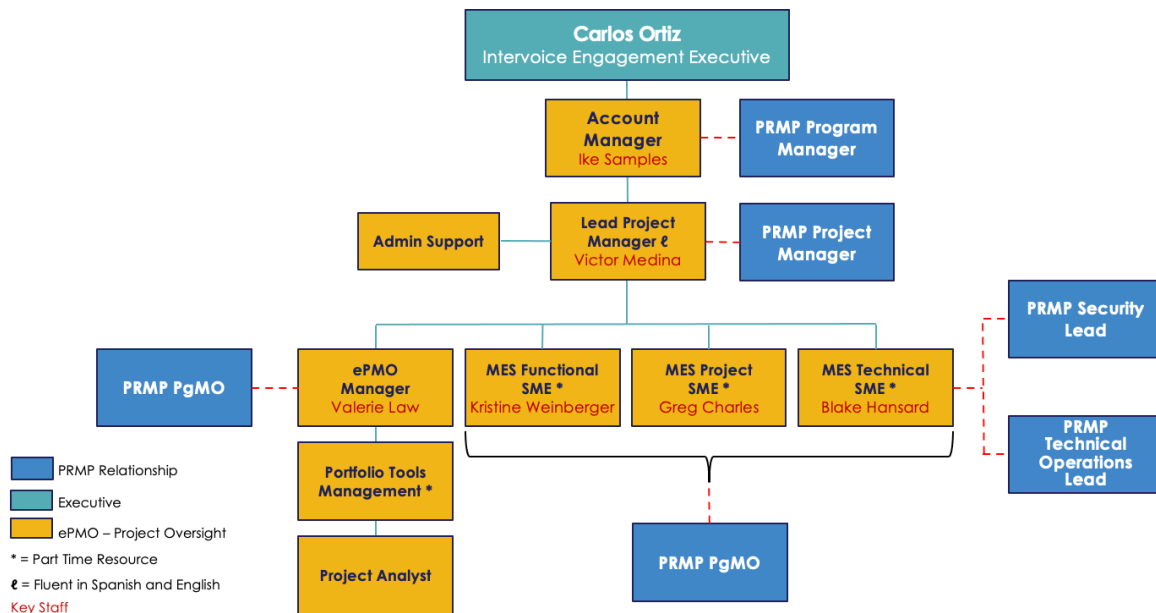 Carlos Ortiz
Intervoice Engagement Executive
Account
Manager
Ike Samples
PRMP Program
Manager
Admin Support
Lead Project
Manager ℓ
Victor Medina
PRMP Project
Manager
PRMP Security
Lead
PRMP PgMO
ePMO
Manager
Valerie Law
MES Functional
SME *
Kristine Weinberger
MES Project
SME *
Greg Charles
MES Technical
SME *
Blake Hansard
PRMP
Technical
Operations
Lead
Portfolio Tools
Management *
PRMP PgMO
Project Analyst
PRMP Relationship
Executive
ePMO – Project Oversight
* = Part Time Resource
ℓ = Fluent in Spanish and English
Key Staff